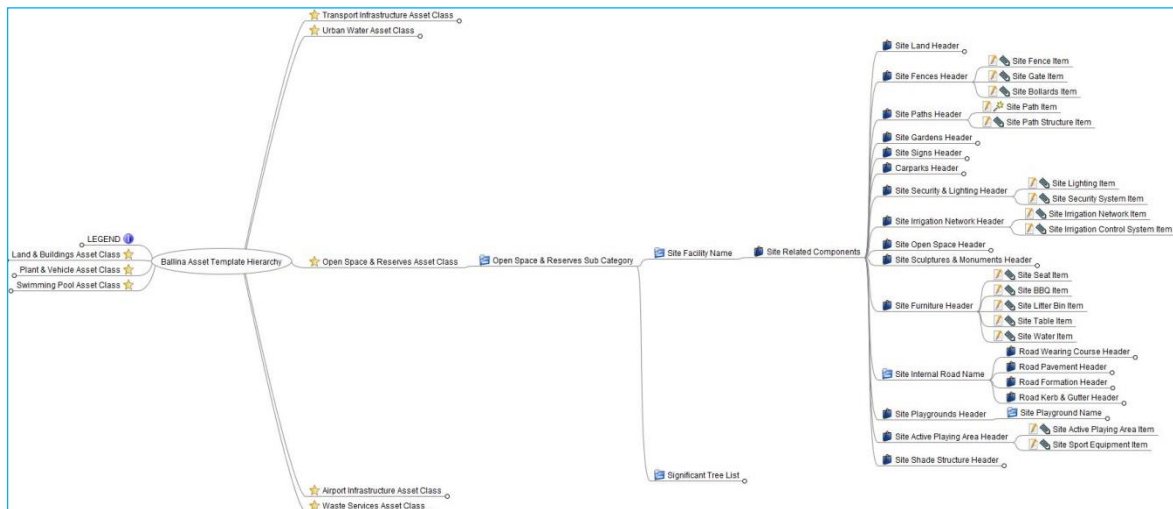 Transport Infrastructure Asset Class
Urban Water Asset Class
LEGEND
Land & Buildings Asset Class
Plant & Vehicle Asset Class
Swimming Pool Asset Class
Ballina Asset Template Hierarchy
Open Space & Reserves Asset Class
Open Space & Reserves Sub Category
Site Facility Name
Site Related Components
Site Land Header
Site Fences Header
Site Fence Item
Site Gate Item
Site Bollards Item
Site Paths Header
Site Path Item
Site Path Structure Item
Site Gardens Header
Site Signs Header
Carparks Header
Site Security & Lighting Header
Site Lighting Item
Site Security System Item
Site Irrigation Network Header
Site Irrigation Network Item
Site Irrigation Control System Item
Site Open Space Header
Site Sculptures & Monuments Header
Site Furniture Header
Site Seat Item
Site BBQ Item
Site Litter Bin Item
Site Table Item
Site Water Item
Site Internal Road Name
Road Wearing Course Header
Road Pavement Header
Road Formation Header
Road Kerb & Gutter Header
Site Playgrounds Header
Site Playground Name
Site Active Playing Area Header
Site Active Playing Area Item
Site Sport Equipment Item
Site Shade Structure Header
Significant Tree List
Airport Infrastructure Asset Class
Waste Services Asset Class